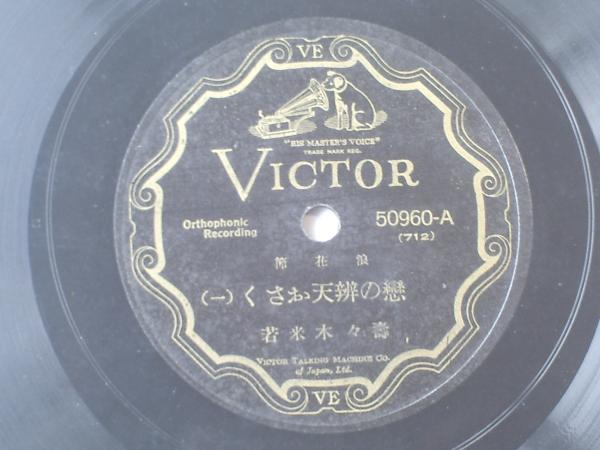 VE
"HIS MASTER'S VOICE"
TRADE MARK REG.
VICTOR
Orthophonic
Recording
50960-A
(712)
浪花節
戀の辨天おさく(一)
壽々木米若
VICTOR TALKING MACHINE CO.
of Japan, Ltd.
VE